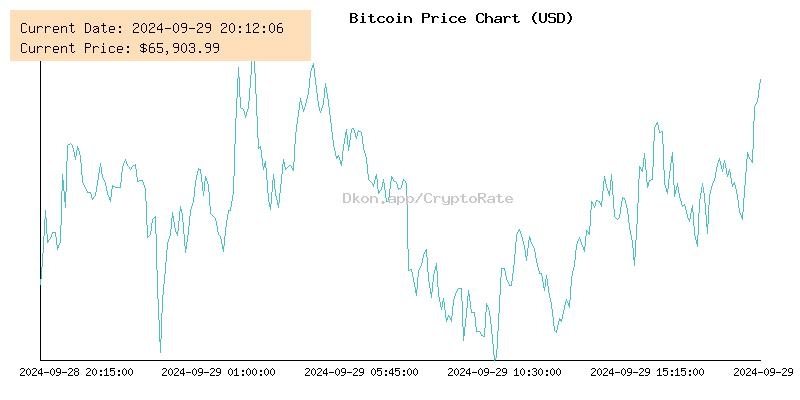 Bitcoin Price Chart (USD)
Current Date: 2024-09-29 20:12:06
Current Price: $65,903.99
Dkon.app/CryptoRate
2024-09-28 20:15:00 2024-09-29 01:00:00 2024-09-29 05:45:00 2024-09-29 10:30:00 2024-09-29 15:15:00 2024-09-29